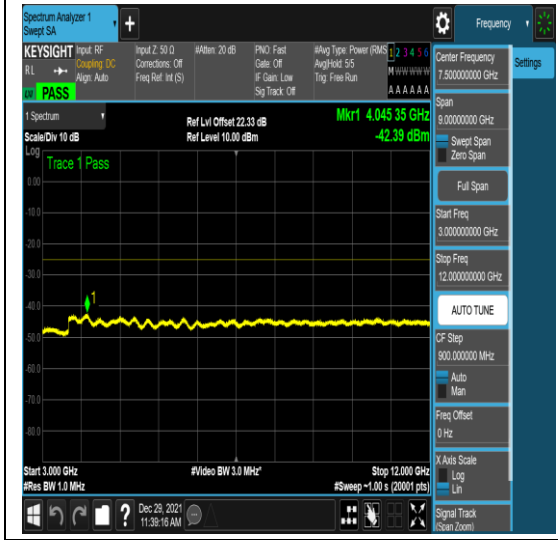 Spectrum Analyzer 1
Swept SA
+
Frequency
KEYSIGHT
RL
Input: RF
Coupling: DC
Align: Auto
Input Z: 50 Ω
Corrections: Off
Freq Ref: Int (S)
#Atten: 20 dB
PNO: Fast
Gate: Off
IF Gain: Low
Sig Track: Off
#Avg Type: Power (RMS
Avg|Hold: 5/5
Trig: Free Run
1 2 3 4 5 6
M W W W W W
A A A A A A
PASS
1 Spectrum
Scale/Div 10 dB
Ref Lvl Offset 22.33 dB
Ref Level 10.00 dBm
Mkr1 4.045 35 GHz
-42.39 dBm
Log
Trace 1 Pass
0.00
-10.0
-20.0
-30.0
-40.0
-50.0
-60.0
-70.0
-80.0
1
Start 3.000 GHz
#Res BW 1.0 MHz
#Video BW 3.0 MHz*
Stop 12.000 GHz
#Sweep ~1.00 s (20001 pts)
?
Dec 29, 2021
11:39:16 AM
Center Frequency
7.500000000 GHz
Settings
Span
9.00000000 GHz
Swept Span
Zero Span
Full Span
Start Freq
3.000000000 GHz
Stop Freq
12.000000000 GHz
AUTO TUNE
CF Step
900.000000 MHz
Auto
Man
Freq Offset
0 Hz
X Axis Scale
Log
Lin
Signal Track
(Span Zoom)